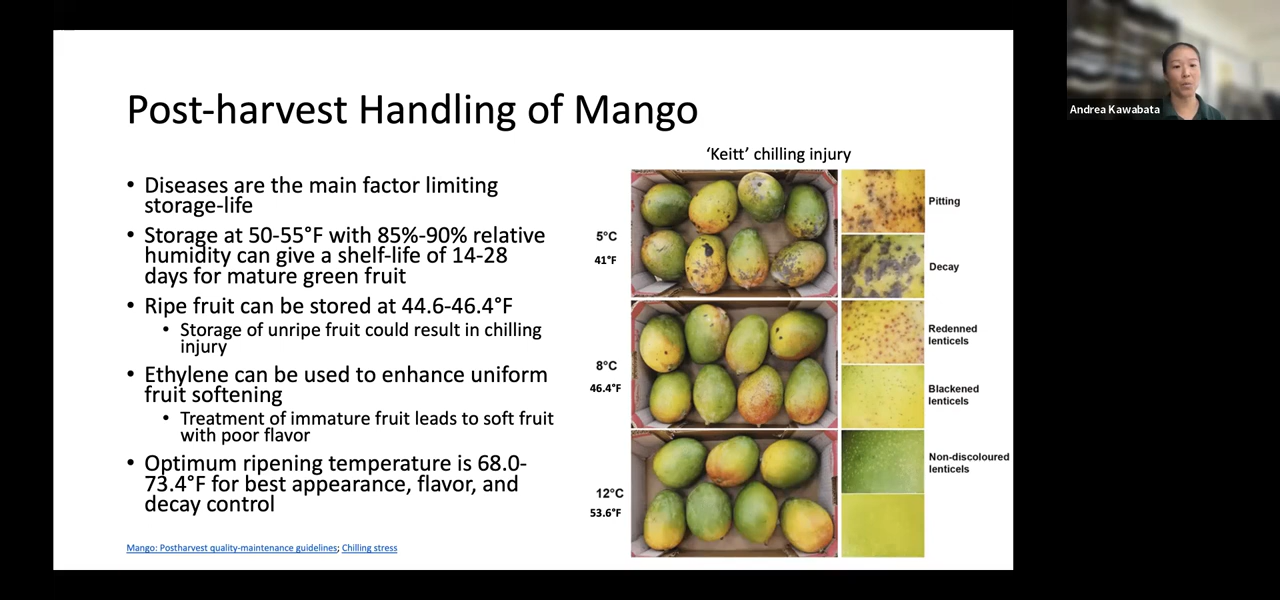 Post-harvest Handling of Mango
• Diseases are the main factor limiting
storage-life
• Storage at 50-55°F with 85%-90% relative
humidity can give a shelf-life of 14-28
days for mature green fruit
• Ripe fruit can be stored at 44.6-46.4°F
• Storage of unripe fruit could result in chilling
injury
• Ethylene can be used to enhance uniform
fruit softening
• Treatment of immature fruit leads to soft fruit
with poor flavor
• Optimum ripening temperature is 68.0-
73.4°F for best appearance, flavor, and
decay control
Mango: Postharvest quality-maintenance guidelines; Chilling stress
‘Keitt’ chilling injury
5°C
41°F
8°C
46.4°F
12°C
53.6°F
Pitting
Decay
Redenned
lenticels
Blackened
lenticels
Non-discoloured
lenticels
Andrea Kawabata